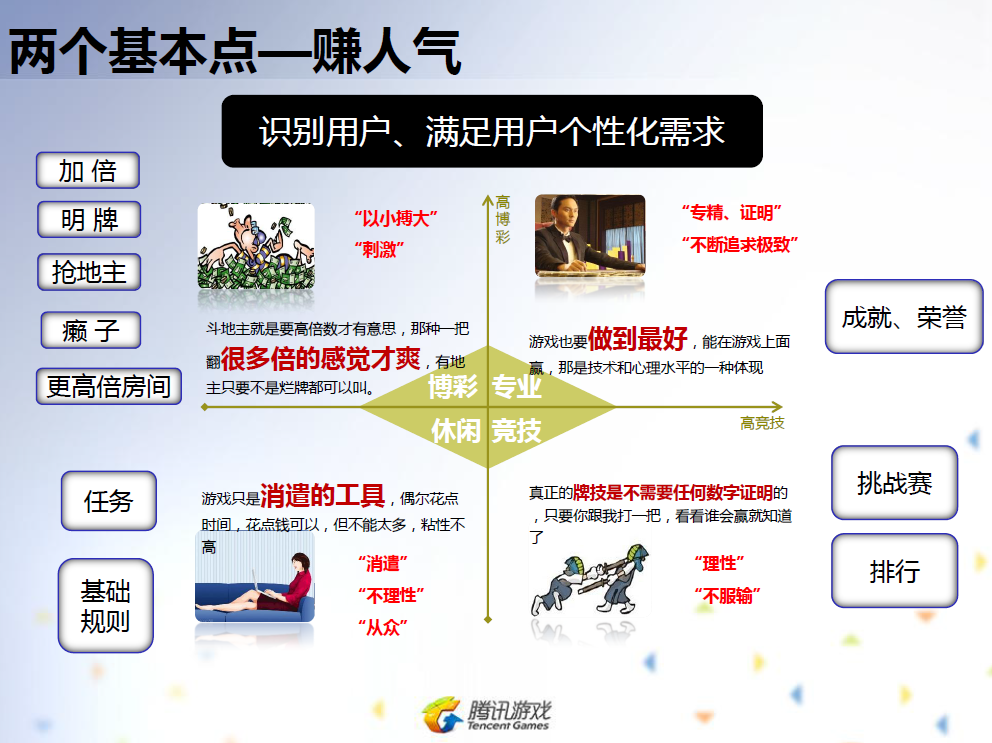 两个基本点—赚人气
识别用户、满足用户个性化需求
加 倍
明 牌
抢地主
癞 子
更高倍房间
任务
基础
规则
“以小搏大”
“刺激”
斗地主就是要高倍数才有意思，那种一把
翻很多倍的感觉才爽，有地
主只要不是烂牌都可以叫。
高
博
彩
“专精、证明”
“不断追求极致”
游戏也要做到最好，能在游戏上面
赢，那是技术和心理水平的一种体现
博彩 专业
休闲 竞技
高竞技
游戏只是消遣的工具，偶尔花点
时间，花点钱可以，但不能太多，粘性不
高
“消遣”
“不理性”
“从众”
真正的牌技是不需要任何数字证明的
，只要你跟我打一把，看看谁会赢就知道
了
“理性”
“不服输”
成就、荣誉
挑战赛
排行
腾讯游戏
Tencent Games